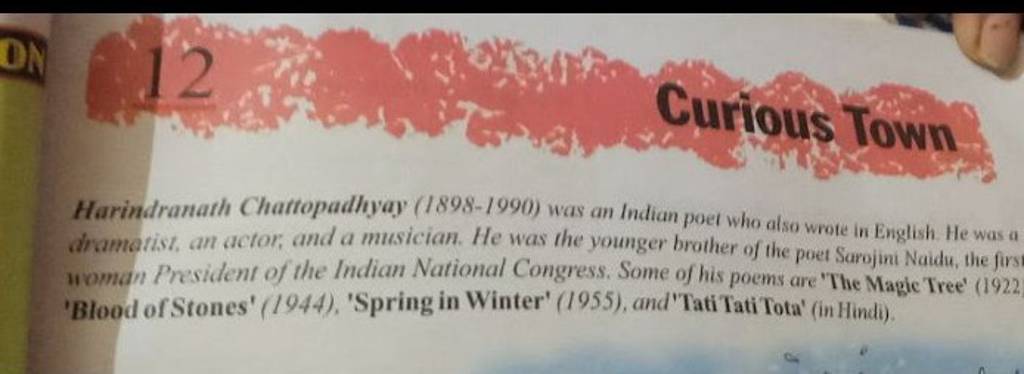 ON
12
Curious Town
Harindranath Chattopadhyay (1898-1990) was an Indian poet who also wrote in English. He was a
dramatist, an actor, and a musician. He was the younger brother of the poet Sarojini Naidu, the first
woman President of the Indian National Congress. Some of his poems are 'The Magic Tree' (1922)
'Blood of Stones' (1944), 'Spring in Winter' (1955), and 'Tati Tati Tota' (in Hindi).